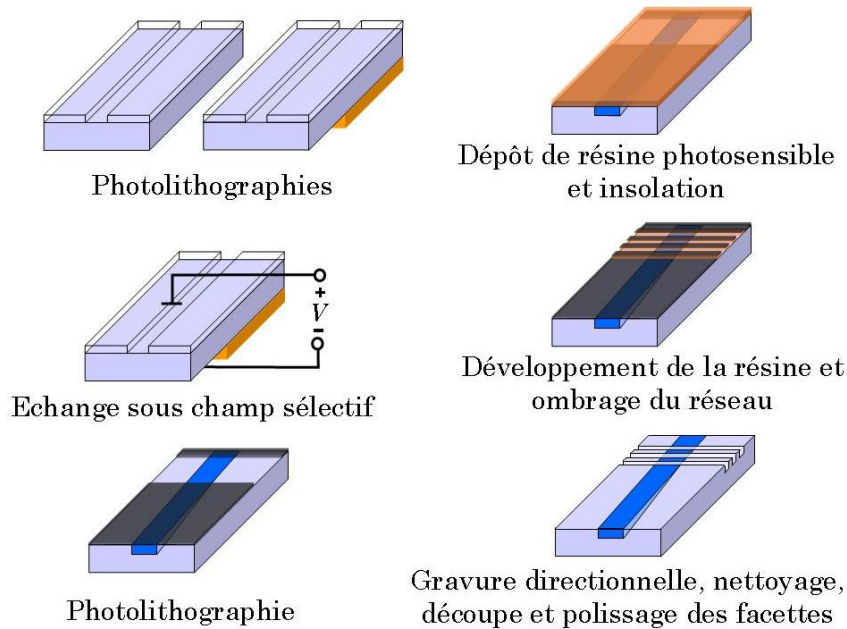 Photolithographies
Dépôt de résine photosensible
et insolation
+
V
-
Echange sous champ sélectif
Développement de la résine et
ombrage du réseau
Photolithographie
Gravure directionnelle, nettoyage,
découpe et polissage des facettes